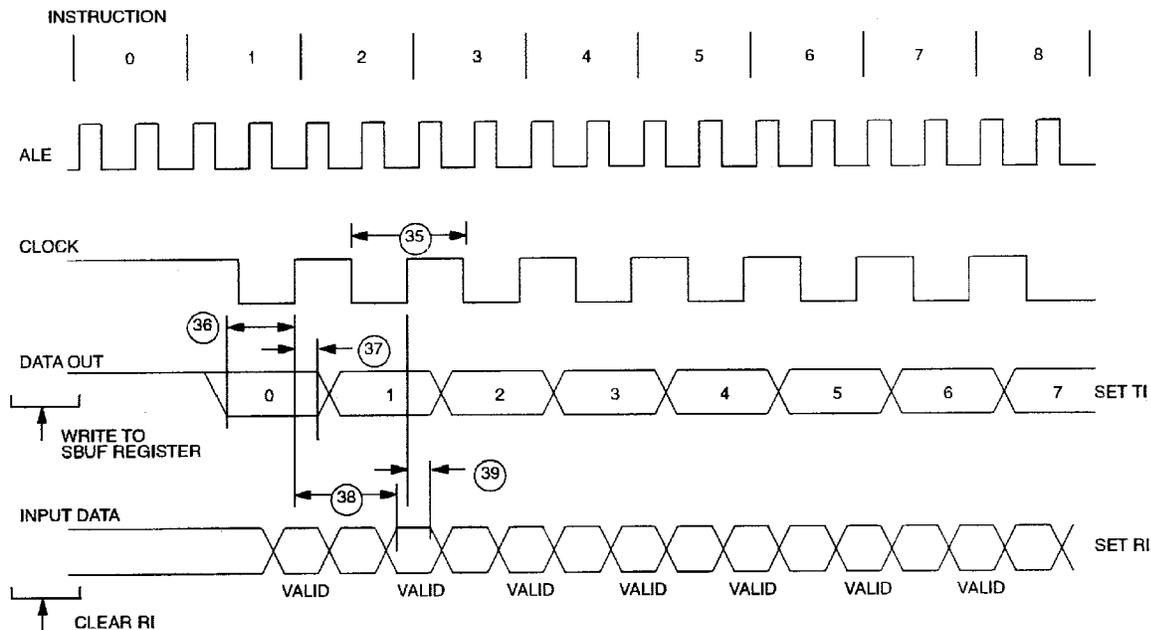 INSTRUCTION
0 1 2 3 4 5 6 7 8
ALE
35
CLOCK
36
37
DATA OUT
0 1 2 3 4 5 6 7 SET TI
WRITE TO
SBUF REGISTER
39
38
INPUT DATA
SET RI
VALID VALID VALID VALID VALID VALID VALID
CLEAR RI